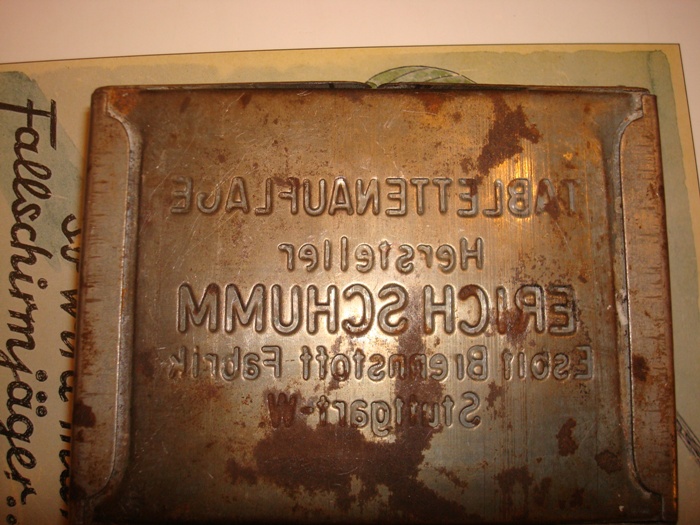 TABLETTENAUFLAGE
Hersteller
ERICH SCHUMM
Esbit Brennstoff Fabrik
Stuttgart-W
Fallschirmjäger..